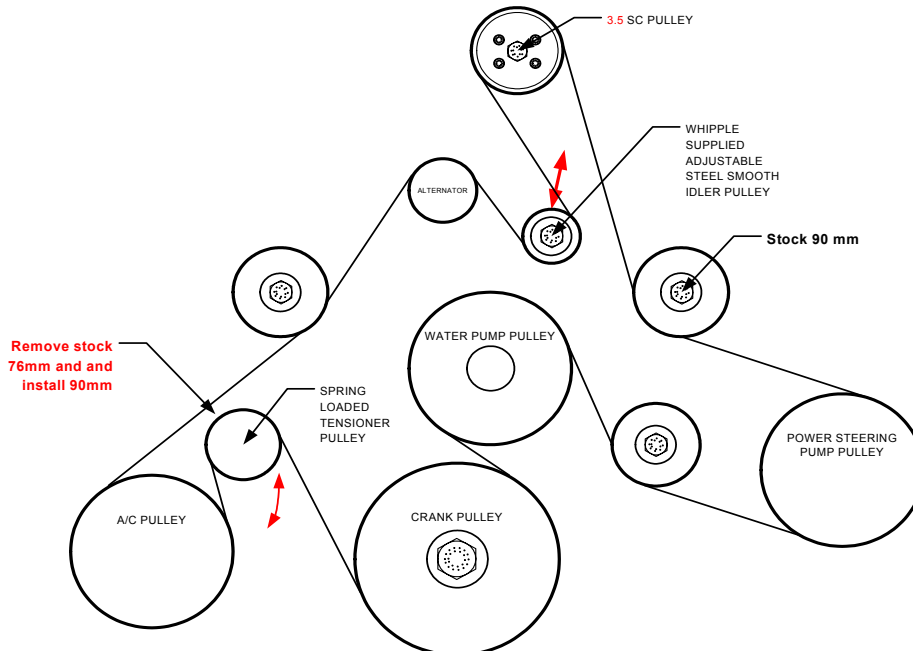 3.5 SC PULLEY
WHIPPLE
SUPPLIED
ADJUSTABLE
STEEL SMOOTH
IDLER PULLEY
ALTERNATOR
Stock 90 mm
WATER PUMP PULLEY
Remove stock
76mm and and
install 90mm
SPRING
LOADED
TENSIONER
PULLEY
POWER STEERING
PUMP PULLEY
A/C PULLEY
CRANK PULLEY